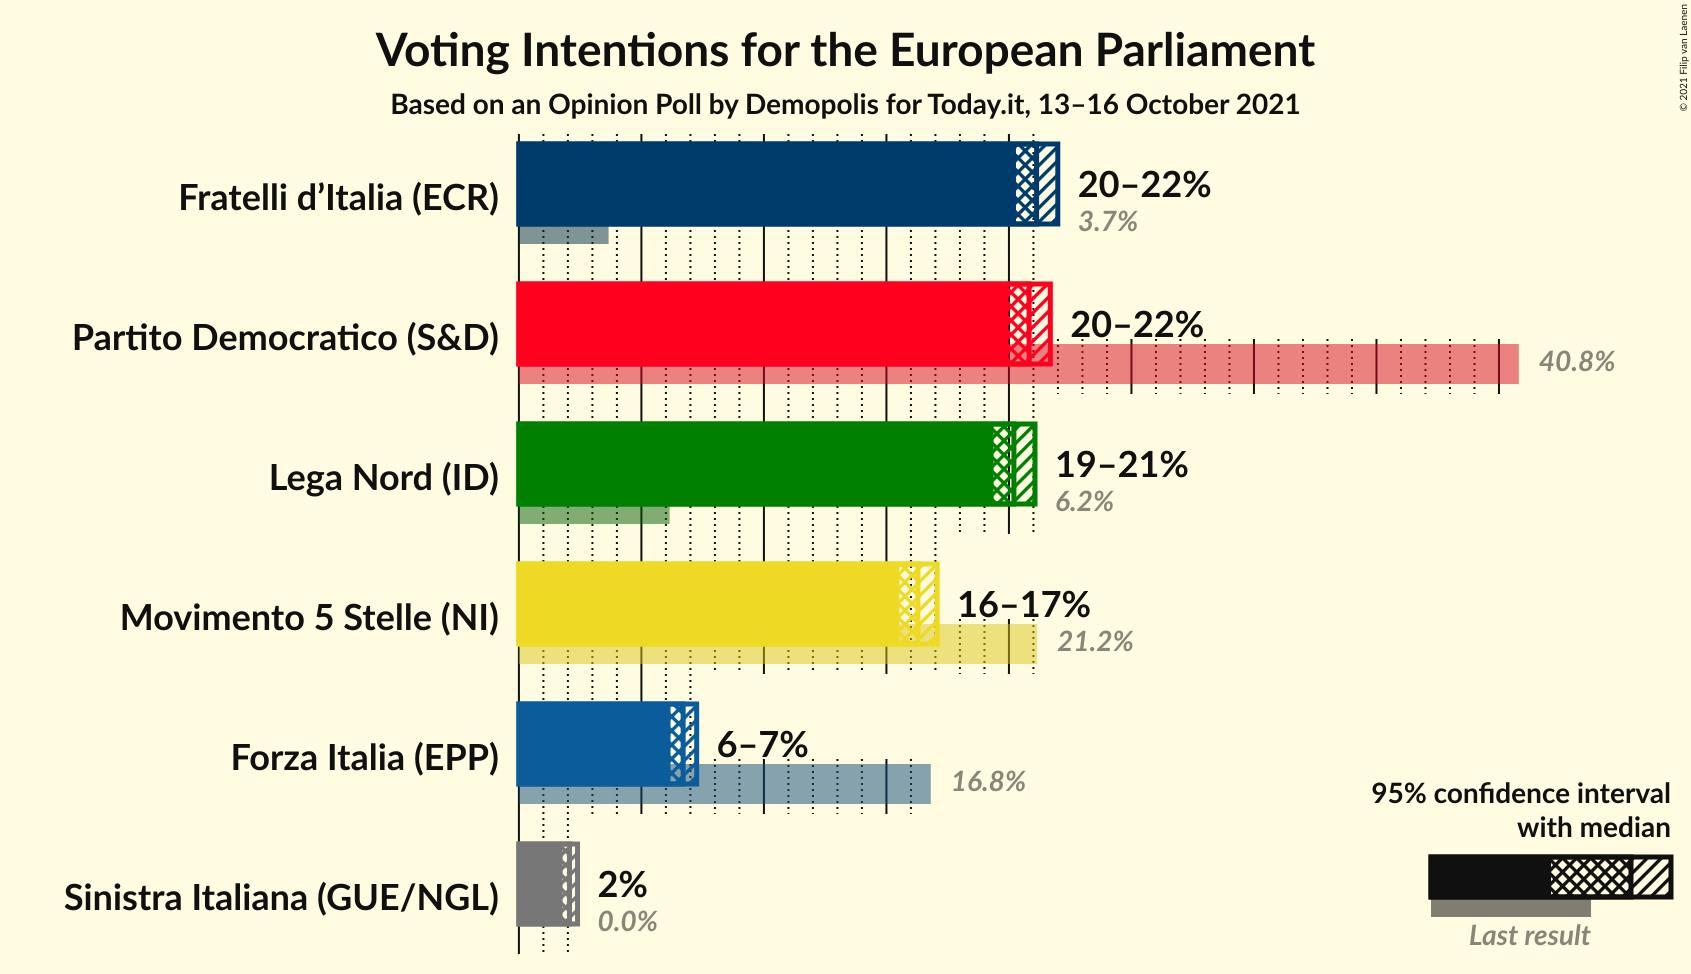 Voting Intentions for the European Parliament
Based on an Opinion Poll by Demopolis for Today.it, 13–16 October 2021
© 2021 Filip van Laenen
Fratelli d’Italia (ECR)
20–22%
3.7%
Partito Democratico (S&D)
20–22%
40.8%
Lega Nord (ID)
19–21%
6.2%
Movimento 5 Stelle (NI)
16–17%
21.2%
Forza Italia (EPP)
6–7%
16.8%
Sinistra Italiana (GUE/NGL)
2%
0.0%
95% confidence interval
with median
Last result